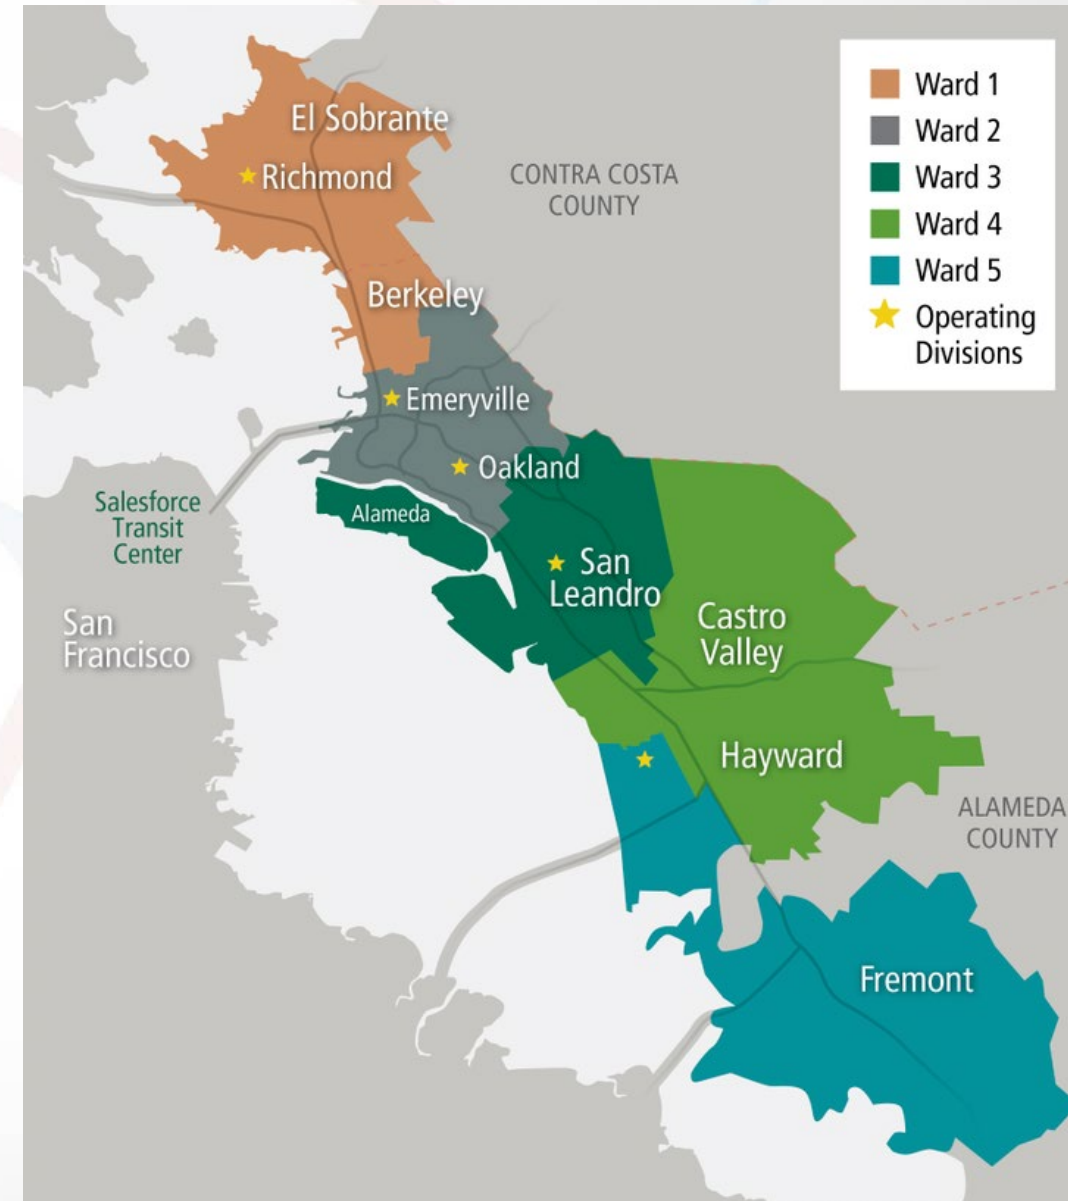 Ward 1
Ward 2
Ward 3
Ward 4
Ward 5
Operating
Divisions
El Sobrante
Richmond
CONTRA COSTA
COUNTY
Berkeley
Emeryville
Oakland
Alameda
Salesforce
Transit
Center
San
Leandro
San
Francisco
Castro
Valley
Hayward
ALAMEDA
COUNTY
Fremont